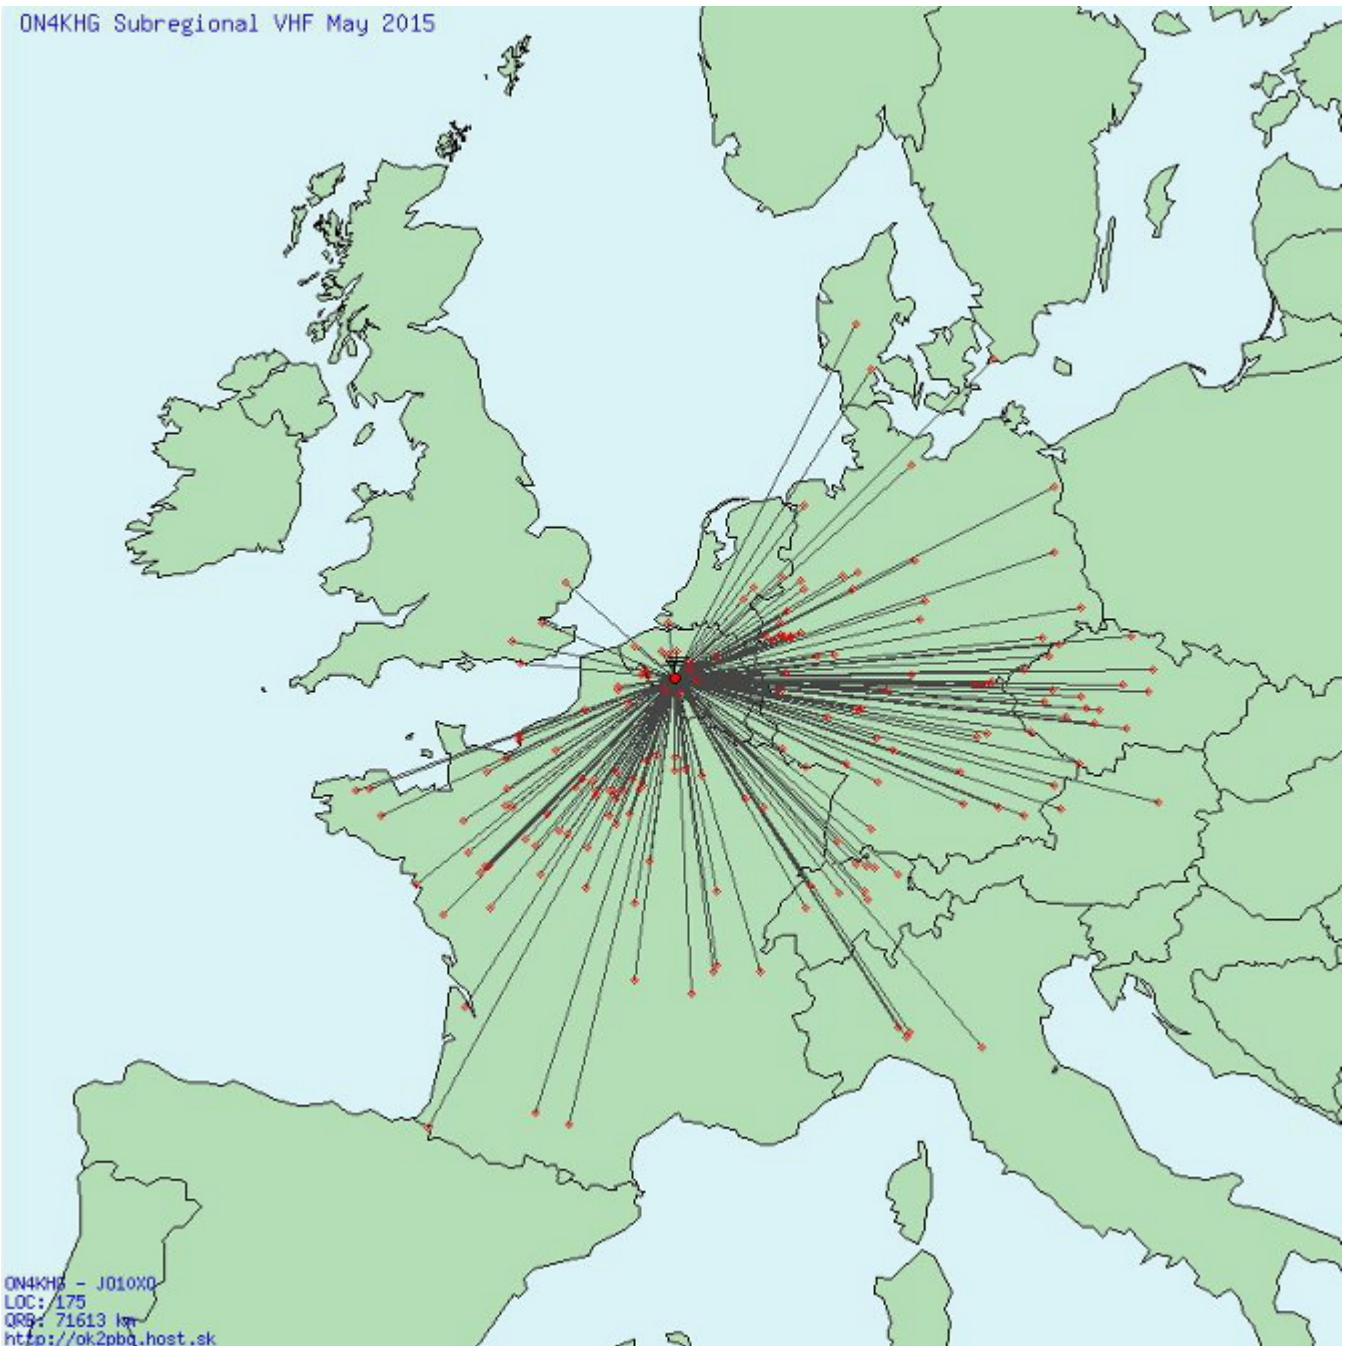 ON4KHG Subregional VHF May 2015
ON4KHG - JO10XO
LOC: 175
QRB: 71613 km
http://ok2pbq.host.sk